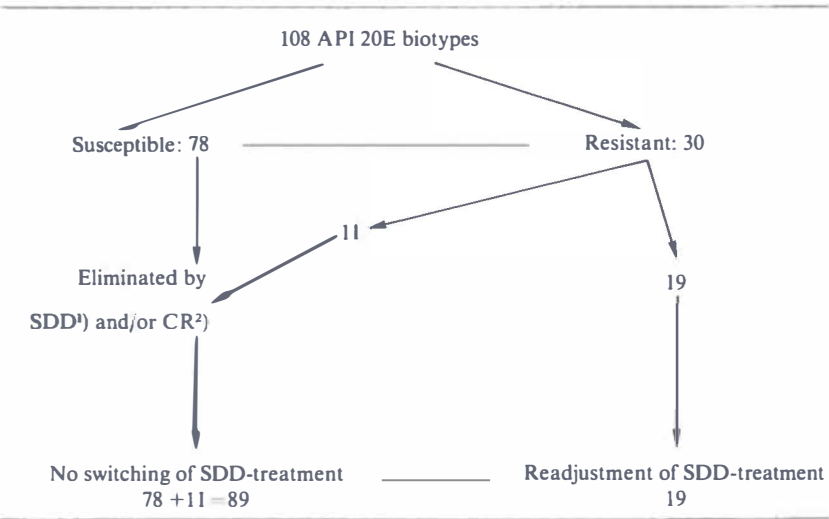 108 API 20E biotypes
Susceptible: 78
Resistant: 30
11
Eliminated by
19
SDD¹) and/or CR²)
No switching of SDD-treatment
Readjustment of SDD-treatment
78 +11 = 89
19